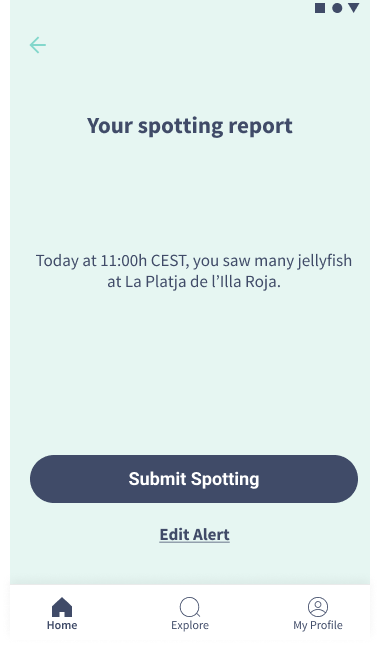 Your spotting report
Today at 11:00h CEST, you saw many jellyfish
at La Platja de l’Illa Roja.
Submit Spotting
Edit Alert
Home
Explore
My Profile